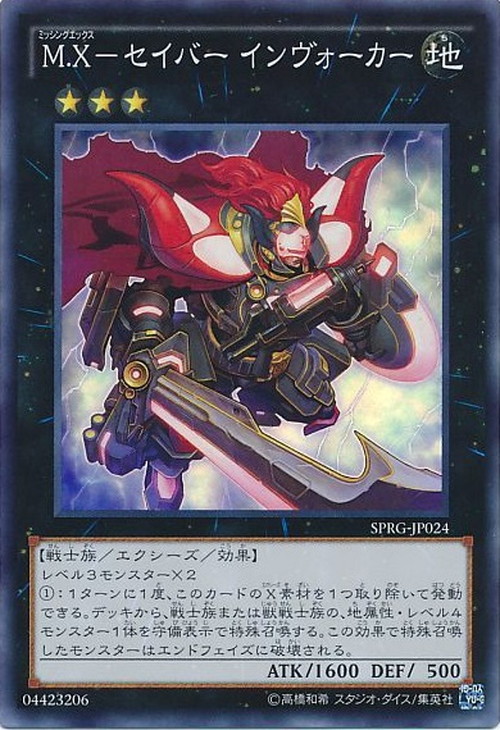 ミッシングエックス
M.X－セイバー インヴォーカー
ち
地
SPRG-JP024
【戦士族／エクシーズ／効果】
レベル３モンスター×２
①：１ターンに１度、このカードのＸ素材を１つ取り除いて発動
できる。デッキから、戦士族または獣戦士族の、地属性・レベル４
モンスター１体を守備表示で特殊召喚する。この効果で特殊召喚し
たモンスターはエンドフェイズに破壊される。
ATK/1600 DEF/ 500
04423206
©高橋和希 スタジオ・ダイス/集英社